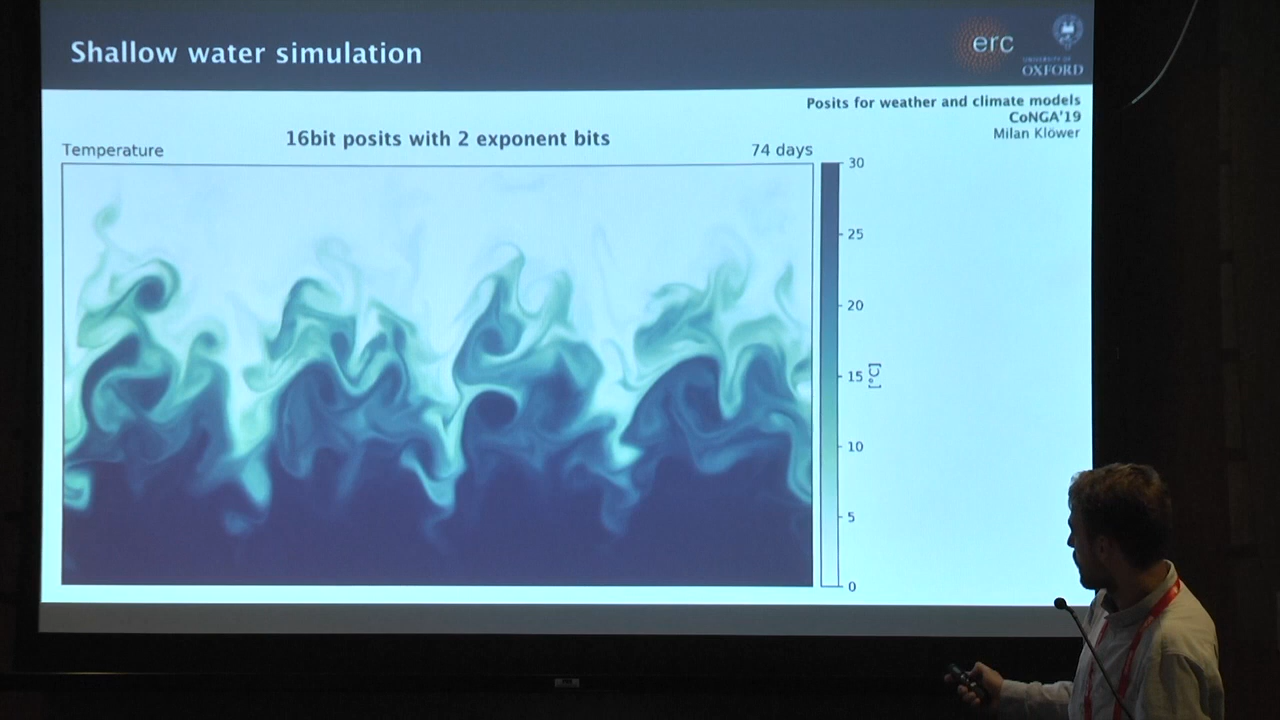 Shallow water simulation
erc
UNIVERSITY OF
OXFORD
Posits for weather and climate models
CoNGA'19
Milan Klöwer
16bit posits with 2 exponent bits
Temperature
74 days
30
25
20
15
10
5
0
[°C]